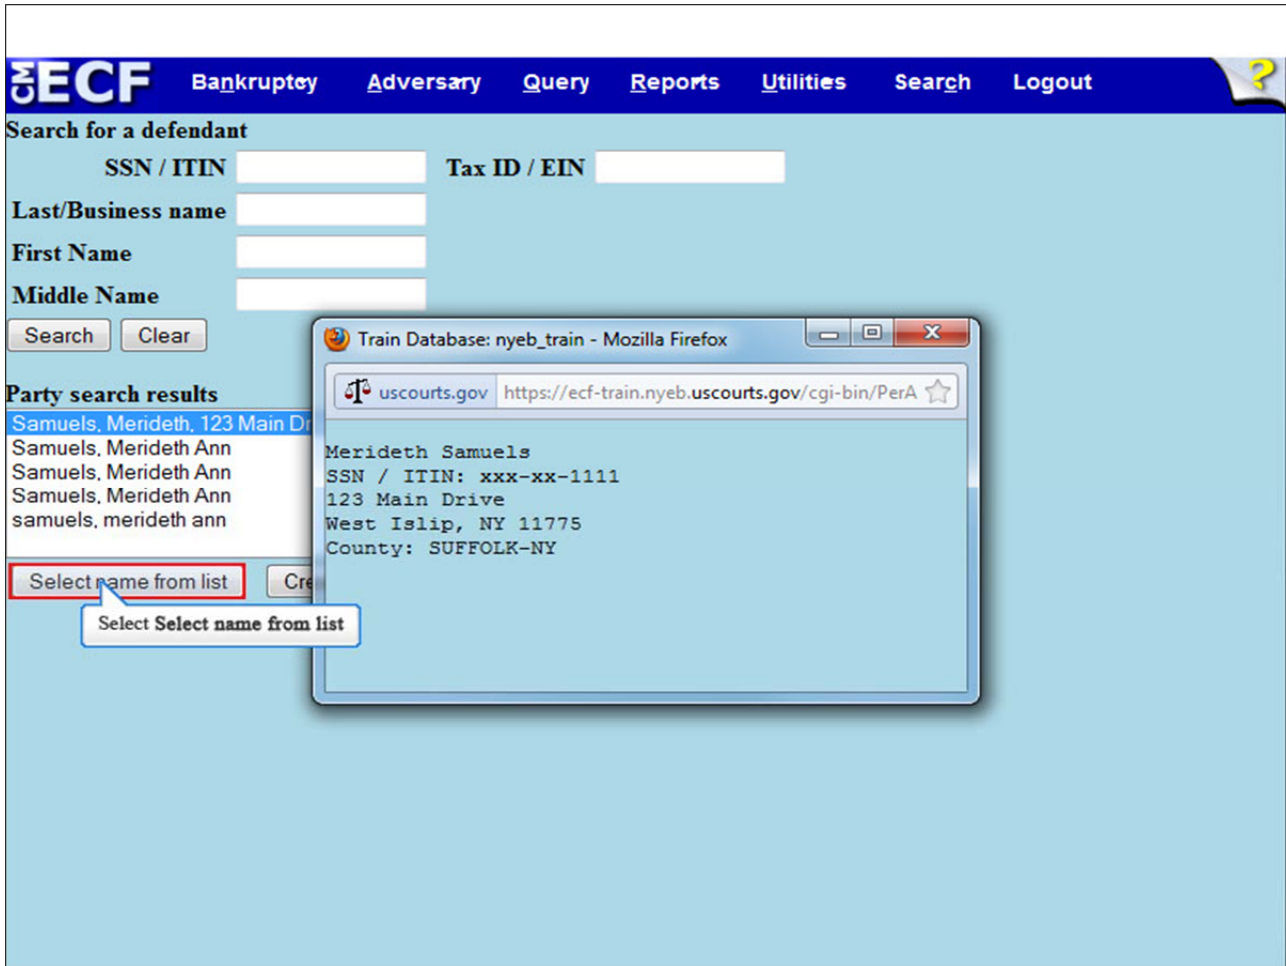 CM ECF Bankruptcy Adversary Query Reports Utilities Search Logout ?
Search for a defendant
SSN / ITIN Tax ID / EIN
Last/Business name
First Name
Middle Name
Search Clear
Train Database: nyeb_train - Mozilla Firefox
uscourts.gov https://ecf-train.nyeb.uscourts.gov/cgi-bin/PerA
Party search results
Samuels, Merideth, 123 Main Dr
Samuels, Merideth Ann
Samuels, Merideth Ann
Samuels, Merideth Ann
samuels, merideth ann
Merideth Samuels
SSN / ITIN: xxx-xx-1111
123 Main Drive
West Islip, NY 11775
County: SUFFOLK-NY
Select name from list Cre
Select Select name from list